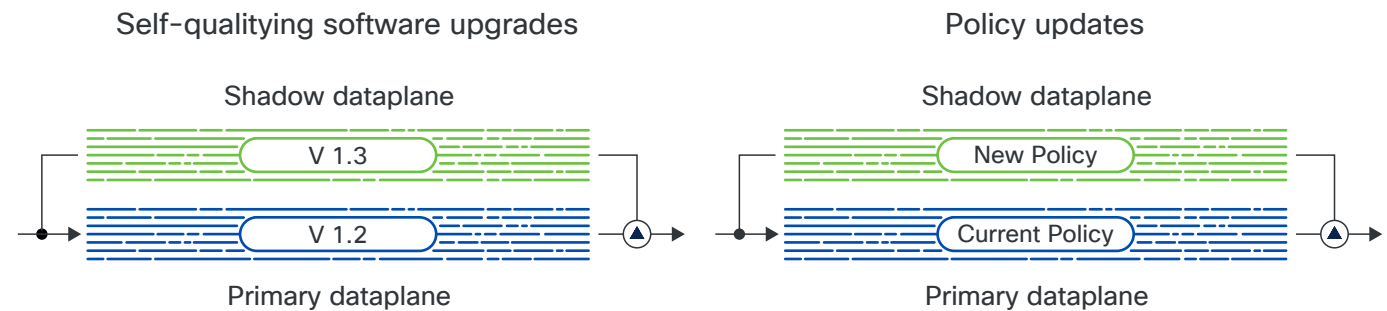 Self-qualitying software upgrades
Shadow dataplane
V 1.3
V 1.2
Primary dataplane
Policy updates
Shadow dataplane
New Policy
Current Policy
Primary dataplane